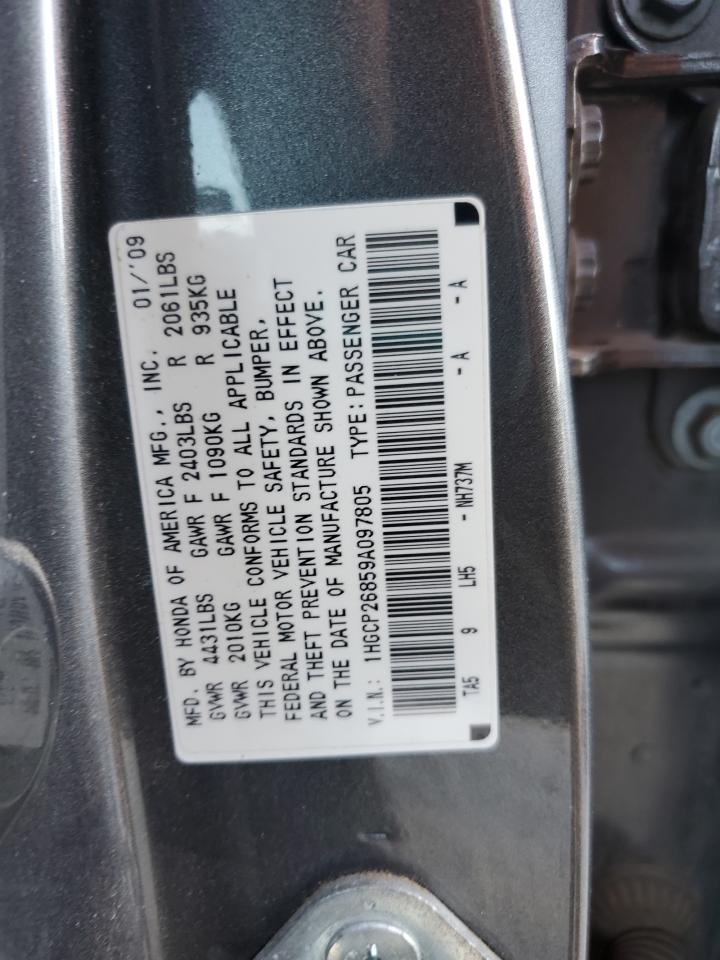 MFD. BY HONDA OF AMERICA MFG., INC. 01/'09
GVWR 4431LBS GAWR F 2403LBS R 2061LBS
GVWR 2010KG GAWR F 1090KG R 935KG
THIS VEHICLE CONFORMS TO ALL APPLICABLE
FEDERAL MOTOR VEHICLE SAFETY, BUMPER,
AND THEFT PREVENTION STANDARDS IN EFFECT
ON THE DATE OF MANUFACTURE SHOWN ABOVE.
V.I.N.: 1HGCP26859A097805 TYPE: PASSENGER CAR
TA5 9 LH5 - NH737M - A - A